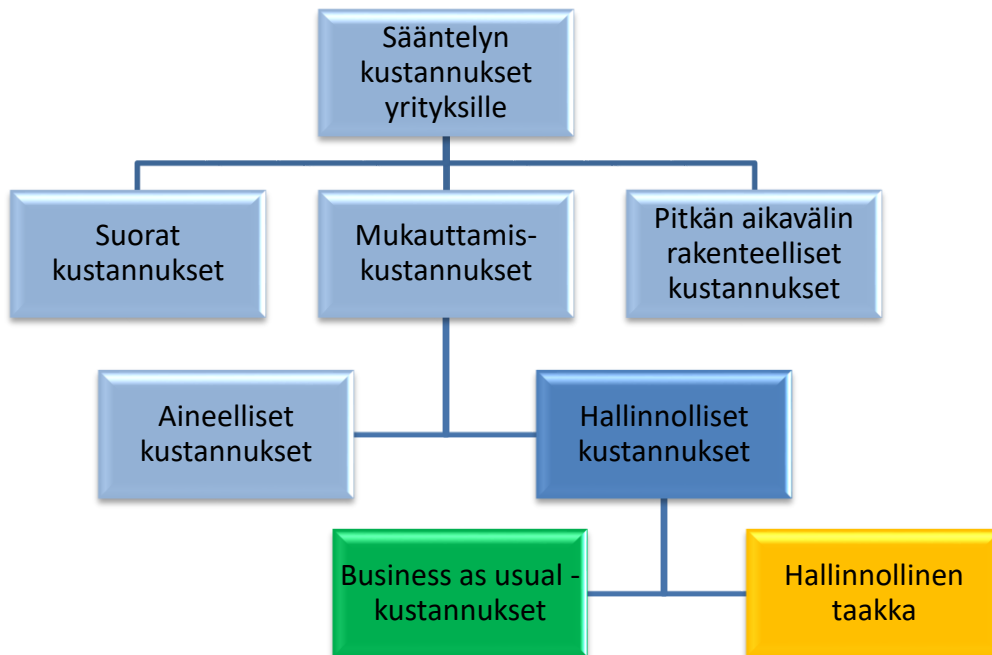 Sääntelyn
kustannukset
yrityksille
Suorat
kustannukset
Mukauttamis-
kustannukset
Pitkän aikavälin
rakenteelliset
kustannukset
Aineelliset
kustannukset
Hallinnolliset
kustannukset
Business as usual -
kustannukset
Hallinnollinen
taakka